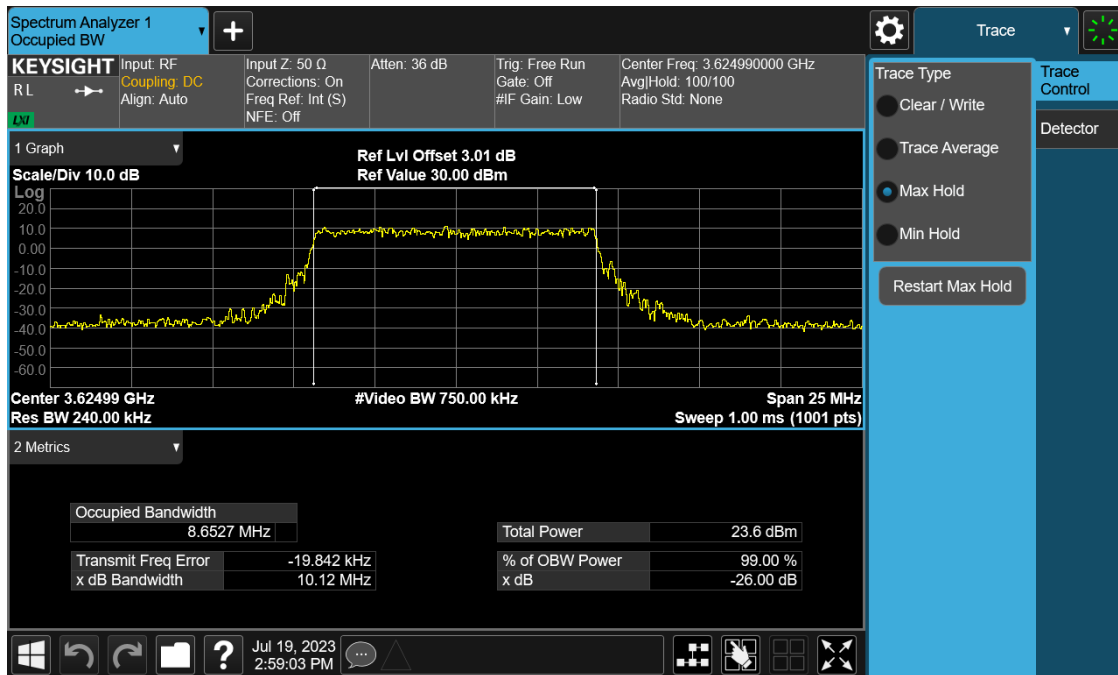 Spectrum Analyzer 1
Occupied BW
Trace
KEYSIGHT
R L
LXI
Input: RF
Coupling: DC
Align: Auto
Input Z: 50 Ω
Corrections: On
Freq Ref: Int (S)
NFE: Off
Atten: 36 dB
Trig: Free Run
Gate: Off
#IF Gain: Low
Center Freq: 3.624990000 GHz
Avg|Hold: 100/100
Radio Std: None
1 Graph
Scale/Div 10.0 dB
Ref Lvl Offset 3.01 dB
Ref Value 30.00 dBm
Log
20.0
10.0
0.00
-10.0
-20.0
-30.0
-40.0
-50.0
-60.0
Center 3.62499 GHz
Res BW 240.00 kHz
#Video BW 750.00 kHz
Span 25 MHz
Sweep 1.00 ms (1001 pts)
2 Metrics
Occupied Bandwidth
8.6527 MHz
Transmit Freq Error -19.842 kHz
x dB Bandwidth 10.12 MHz
Total Power 23.6 dBm
% of OBW Power 99.00 %
x dB -26.00 dB
Trace Type
Clear / Write
Trace Average
Max Hold
Min Hold
Restart Max Hold
Trace
Control
Detector
?
Jul 19, 2023
2:59:03 PM